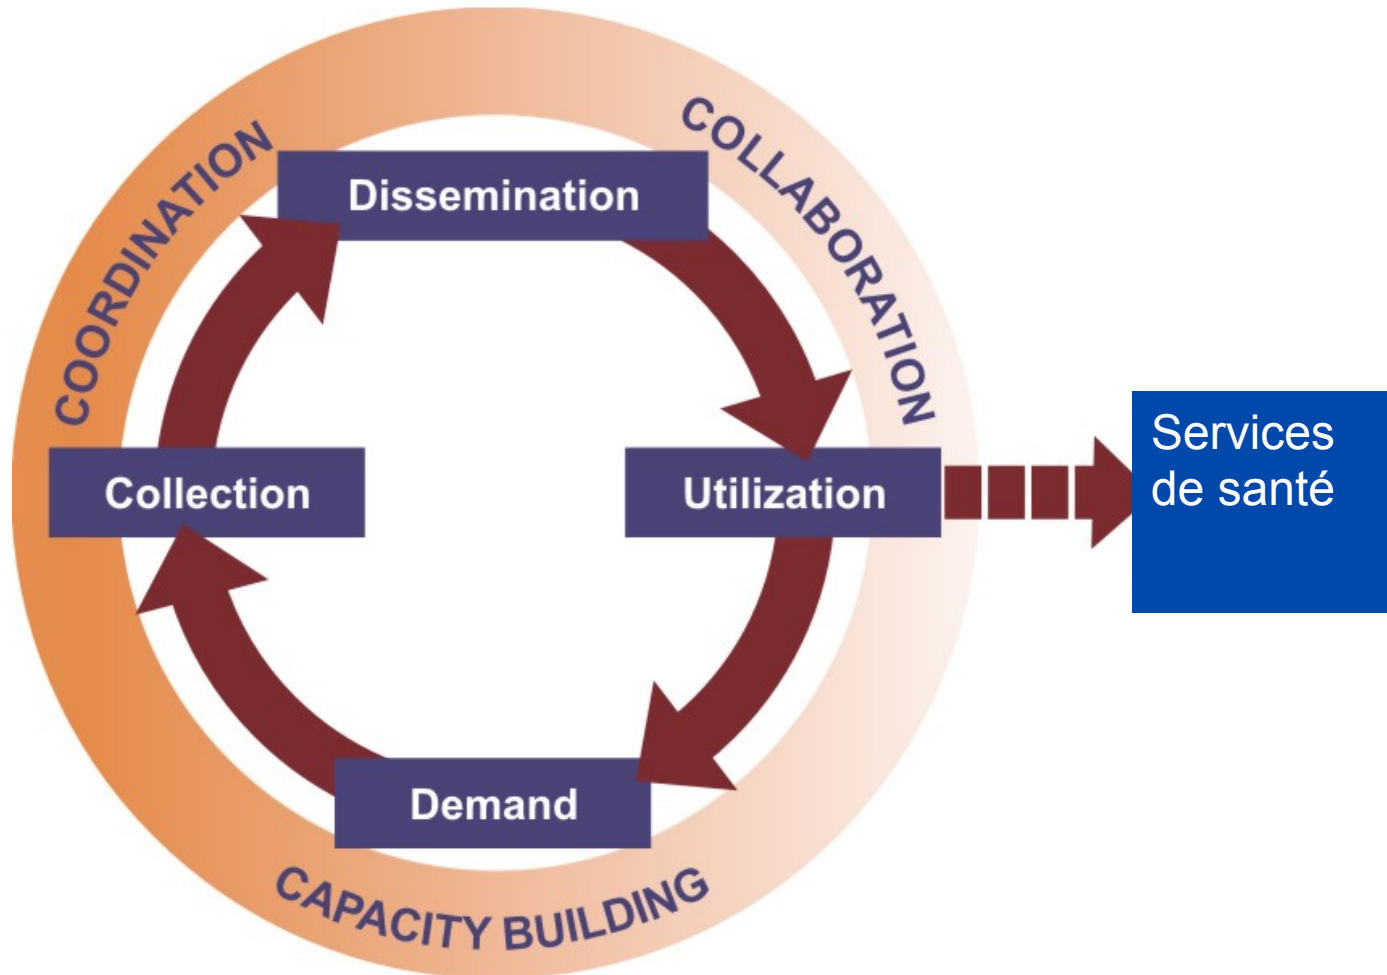 COORDINATION
COLLABORATION
Dissemination
Collection
Utilization
Services
de santé
Demand
CAPACITY BUILDING